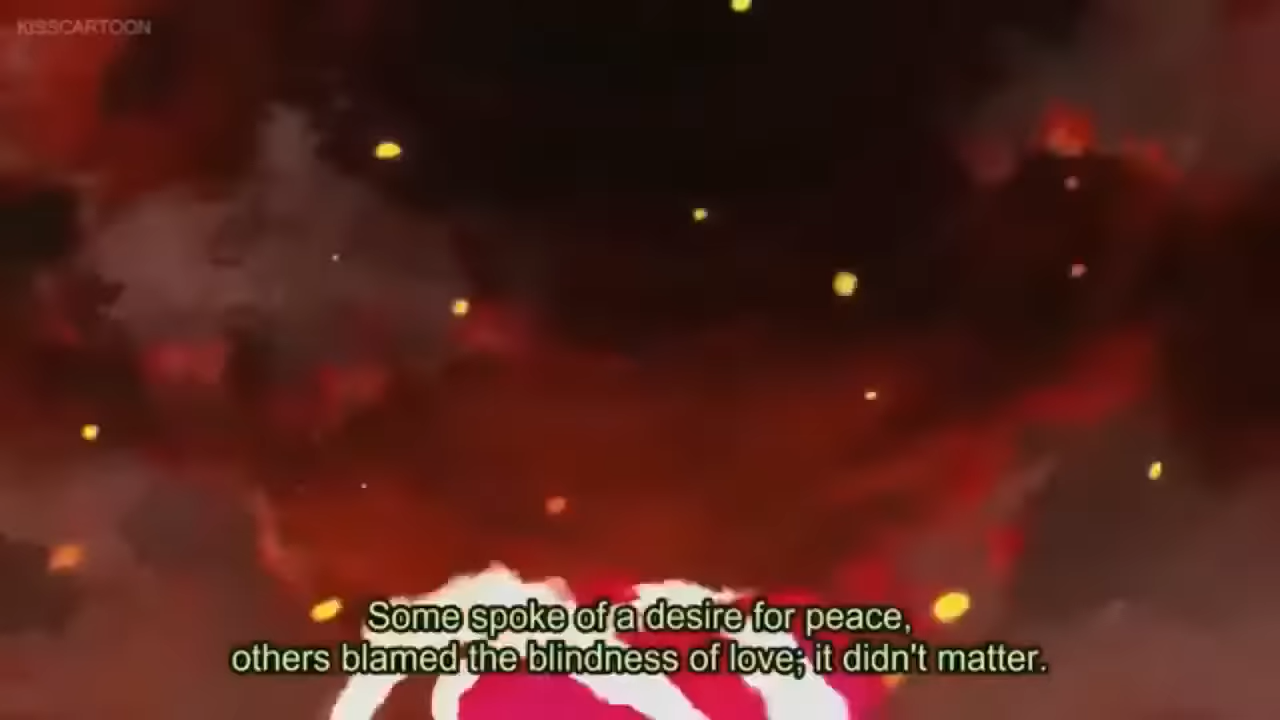 KISSCARTOON
Some spoke of a desire for peace,
others blamed the blindness of love; it didn't matter.